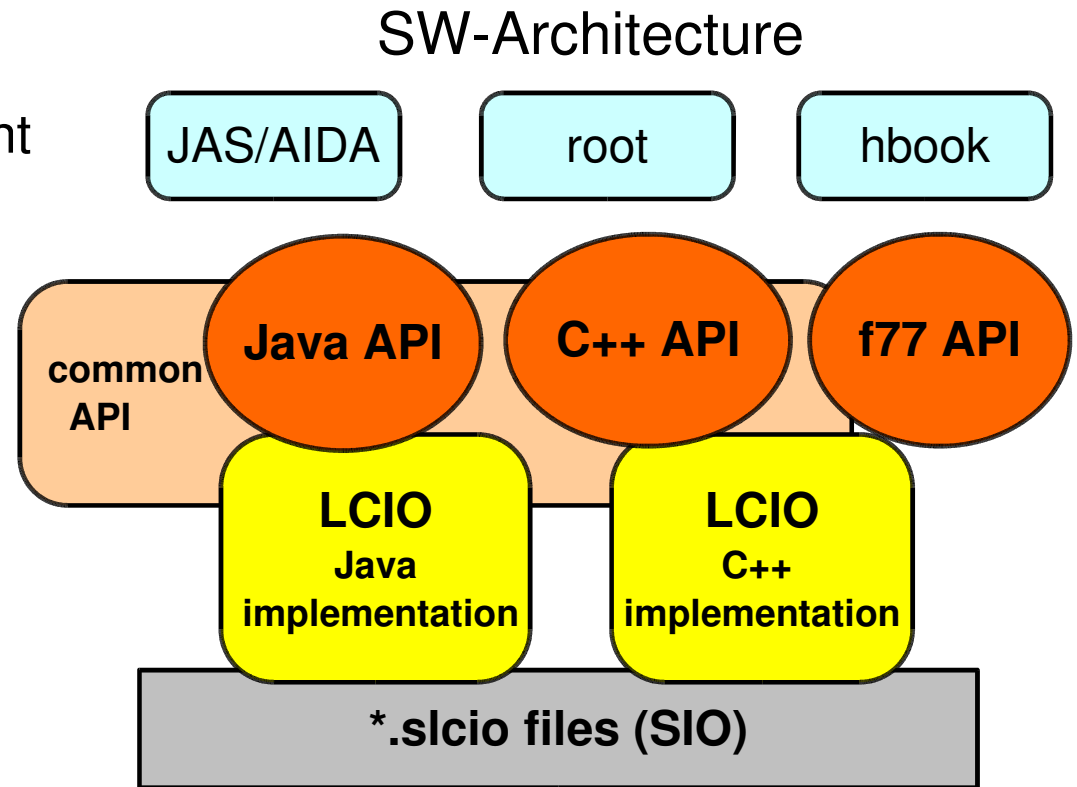 SW-Architecture
nt
JAS/AIDA
root
hbook
Java API
C++ API
f77 API
common
API
LCIO
Java
implementation
LCIO
C++
implementation
*.slcio files (SIO)